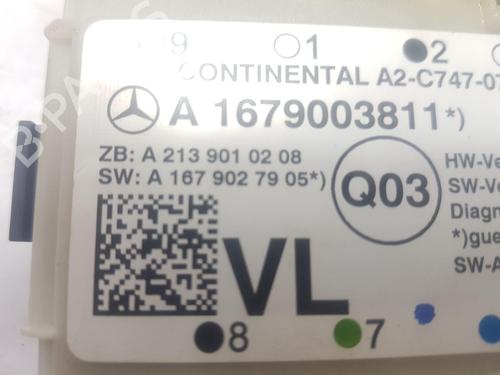 9 1 2
CONTINENTAL A2-C747-07
A 1679003811*)
ZB: A 213 901 02 08
SW: A 167 902 79 05*)
Q03
HW-Ve
SW-Ve
Diagn
*)gue
SW-A
VL
8 7
B-PARTS